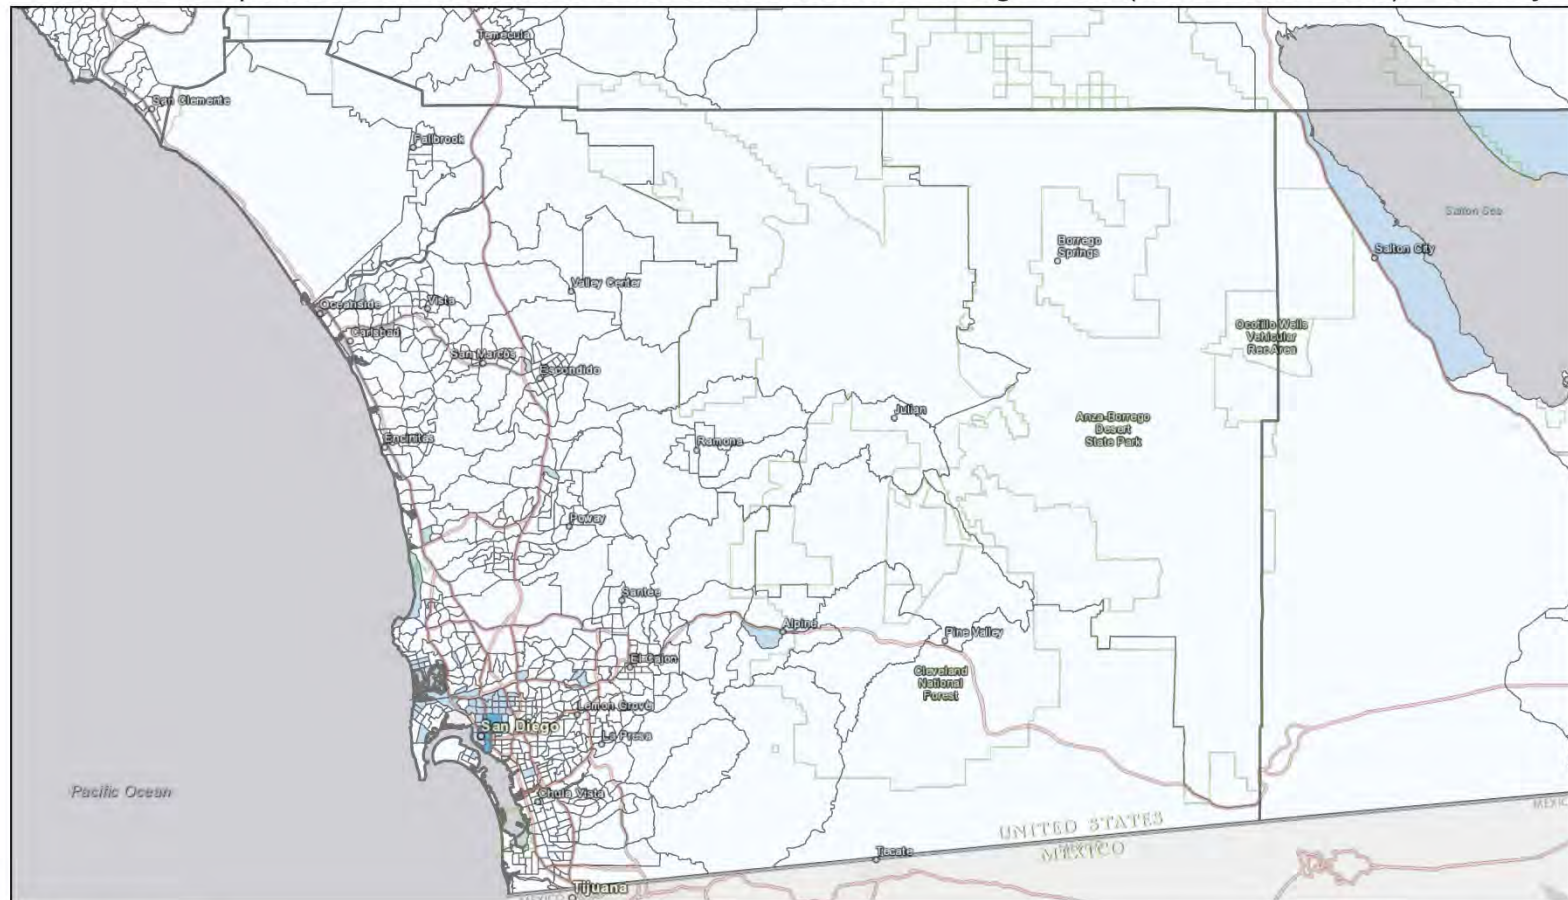 Temecula
San Clemente
Fallbrook
Salton Sea
Borrego
Springs
Salton City
Valley Center
Oceanside
Vista
Carlsbad
Ocotillo Wells
Vehicular
Rec Area
San Marcos
Escondido
Julian
Anza-Borrego
Desert
State Park
Encinitas
Ramona
Poway
Santee
Alpine
Pine Valley
El Cajon
Cleveland
National
Forest
Lemon Grove
San Diego
La Presa
Pacific Ocean
Chula Vista
UNITED STATES
MÉXICO
Tecate
Tijuana